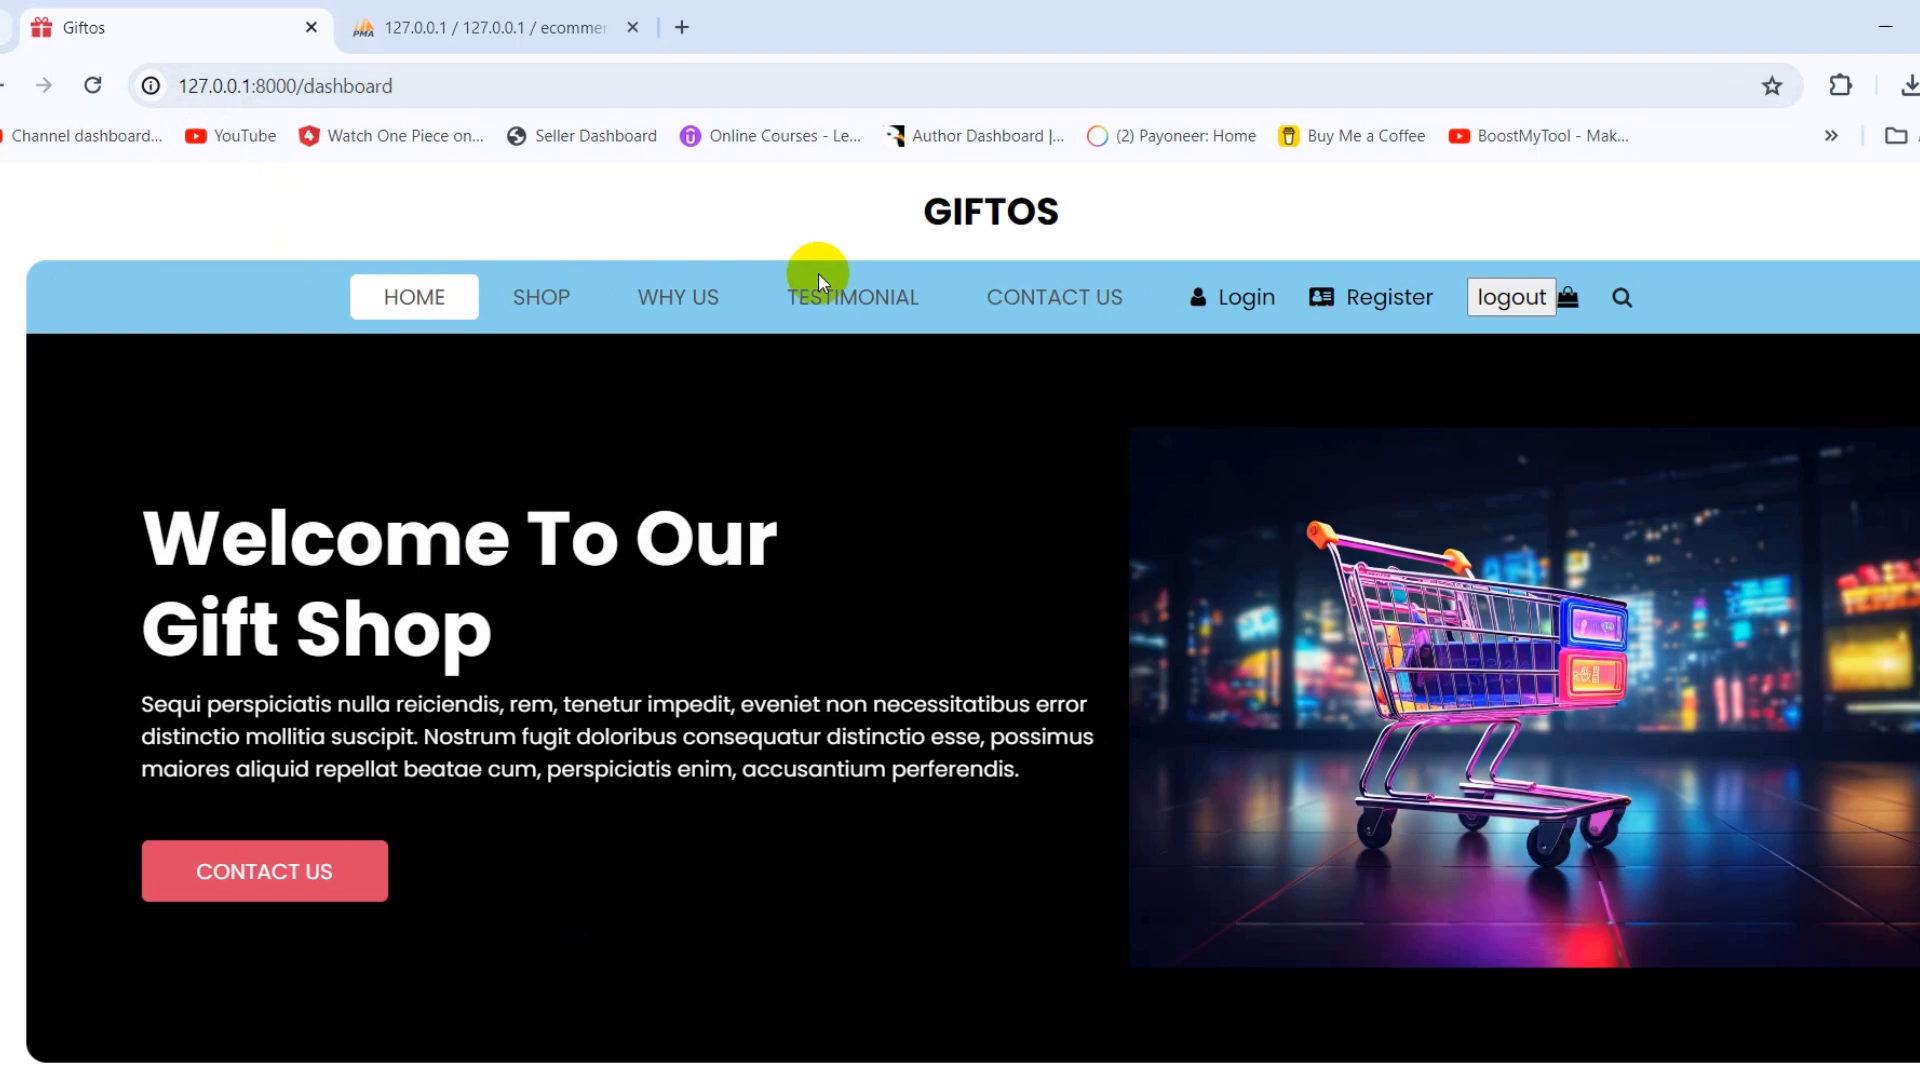 Giftos
127.0.0.1 / 127.0.0.1 / ecommer
127.0.0.1:8000/dashboard
Channel dashboard... YouTube Watch One Piece on... Seller Dashboard Online Courses - Le... Author Dashboard |... (2) Payoneer: Home Buy Me a Coffee BoostMyTool - Mak...
GIFTOS
HOME SHOP WHY US TESTIMONIAL CONTACT US Login Register logout
Welcome To Our
Gift Shop
Sequi perspiciatis nulla reiciendis, rem, tenetur impedit, eveniet non necessitatibus error
distinctio mollitia suscipit. Nostrum fugit doloribus consequatur distinctio esse, possimus
maiores aliquid repellat beatae cum, perspiciatis enim, accusantium perferendis.
CONTACT US